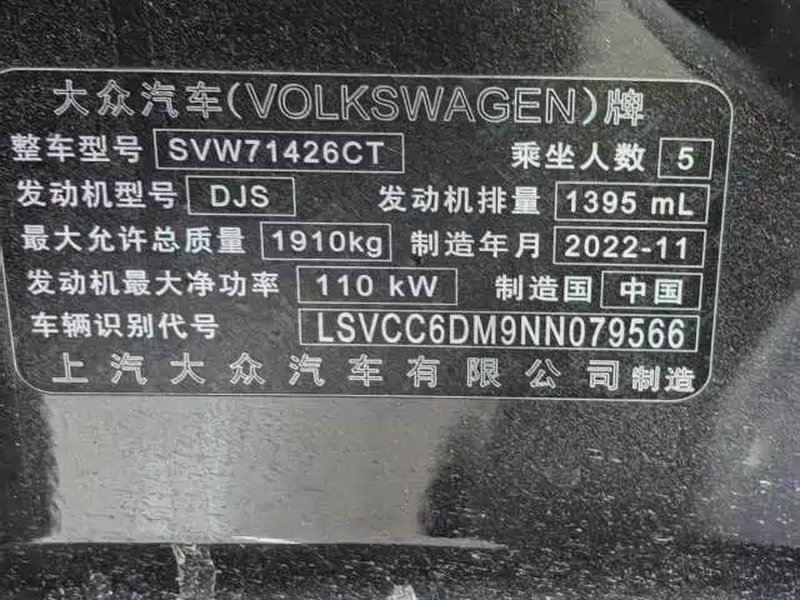 大众汽车(VOLKSWAGEN)牌
整车型号 SVW71426CT 乘坐人数 5
发动机型号 DJS 发动机排量 1395 mL
最大允许总质量 1910kg 制造年月 2022-11
发动机最大净功率 110 kW 制造国 中国
车辆识别代号 LSVCC6DM9NN079566
上汽大众汽车有限公司制造